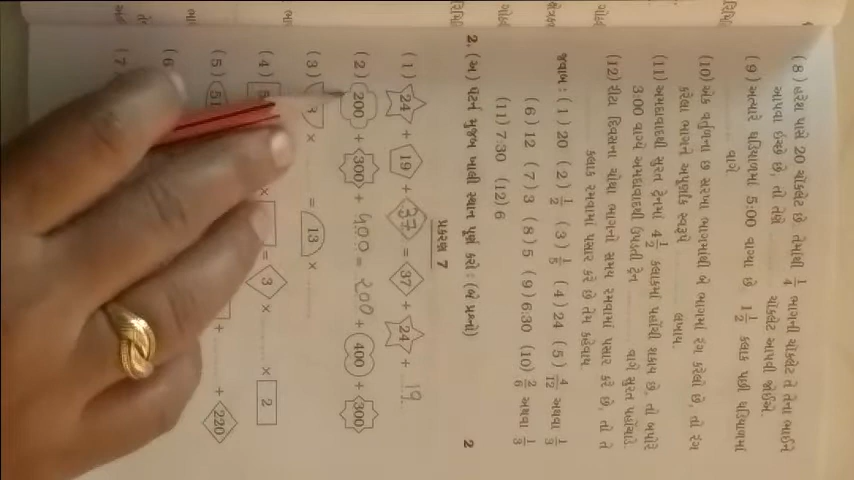 (8) હરેશ પાસે 20 ચોકલેટ છે. તેમાંથી 1/4 ભાગની ચોકલેટ તે તેના ભાઈને
આપવા ઈચ્છે છે, તો તેણે ચોકલેટ આપવી જોઈએ.
(9) અત્યારે ઘડિયાળમાં 5:00 વાગ્યા છે 1 1/2 કલાક પછી ઘડિયાળમાં
વાગે
(10) એક વર્તુળના છ સરખા ભાગમાંથી બે ભાગમાં રંગ કરેલો છે, તો રંગ
કરેલા ભાગને અપૂર્ણાંક સ્વરૂપે લખાય.
(11) અમદાવાદથી સુરત ટ્રેનમાં 4 1/2 કલાકમાં પહોંચી શકાય છે, તો બપોરે
3:00 વાગ્યે અમદાવાદથી ઉપડતી ટ્રેન વાગે સુરત પહોંચાડે.
(12) રીટા દિવસના ચોથા ભાગનો સમય રમવામાં પસાર કરે છે, તો તે
કલાક રમવામાં પસાર કરે છે તેમ કહેવાય.
જવાબ : (1) 20 (2) 1/2 (3) 1/5 (4) 24 (5) 4/12 અથવા 1/3
(6) 12 (7) 3 (8) 5 (9) 6:30 (10) 2/6 અથવા 1/3
(11) 7:30 (12) 6
પ્રકરણ 7
2. (અ) પેટર્ન મુજબ ખાલી સ્થાન પૂર્ણ કરો : (બે પ્રશ્નો) 2
(1) 24 + 19 + 37 = 37 + 24 + 19
(2) 200 + 300 + 400 = 200 + 400 + 300
(3) × = 13 ×
(4) × = 3 × × 2
(5) 51 + + 220
(6
(7